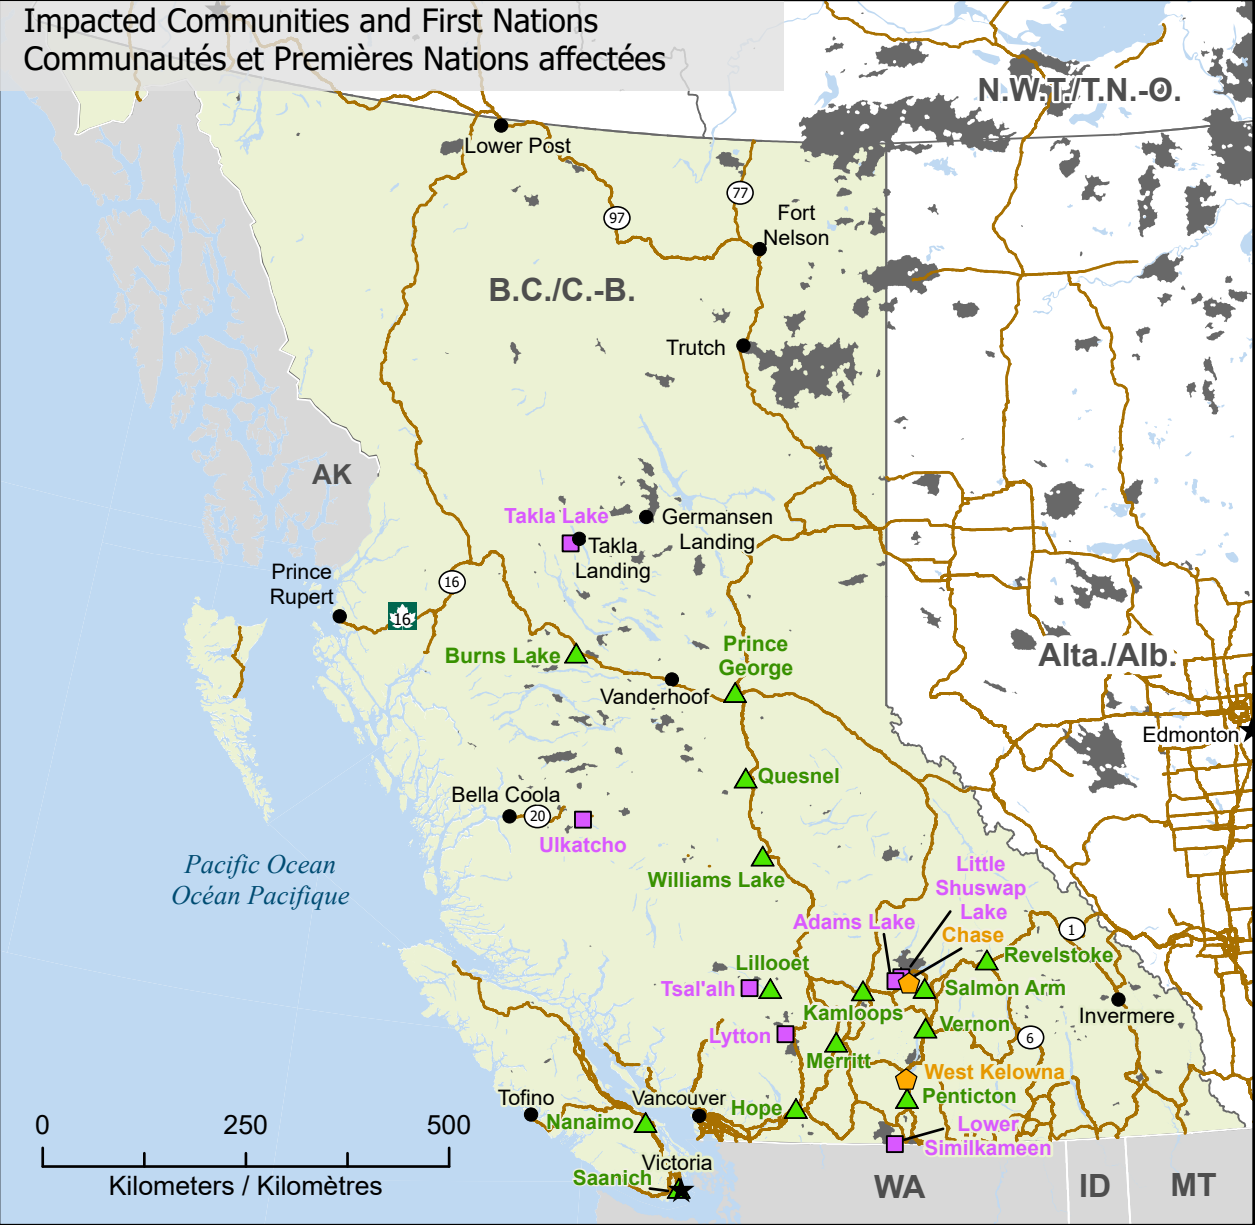 Impacted Communities and First Nations
Communautés et Premières Nations affectées
N.W.T./T.N.-O.
Lower Post
77
97
Fort
Nelson
B.C./C.-B.
Trutch
AK
Takla Lake
Germansen
Landing
Takla
Landing
Prince
Rupert
16
16
Burns Lake
Prince
George
Vanderhoof
Alta./Alb.
Edmonton
Quesnel
Bella Coola
20
Ulkatcho
Williams Lake
Pacific Ocean
Océan Pacifique
Little
Shuswap
Lake
Adams Lake
Chase
1
Revelstoke
Lillooet
Tsal'alh
Salmon Arm
Kamloops
Invermere
Lytton
Vernon
6
Merritt
West Kelowna
Penticton
Tofino
Vancouver
Hope
Nanaimo
Lower
Similkameen
Victoria
Saanich
0
250
500
Kilometers / Kilomètres
WA
ID
MT